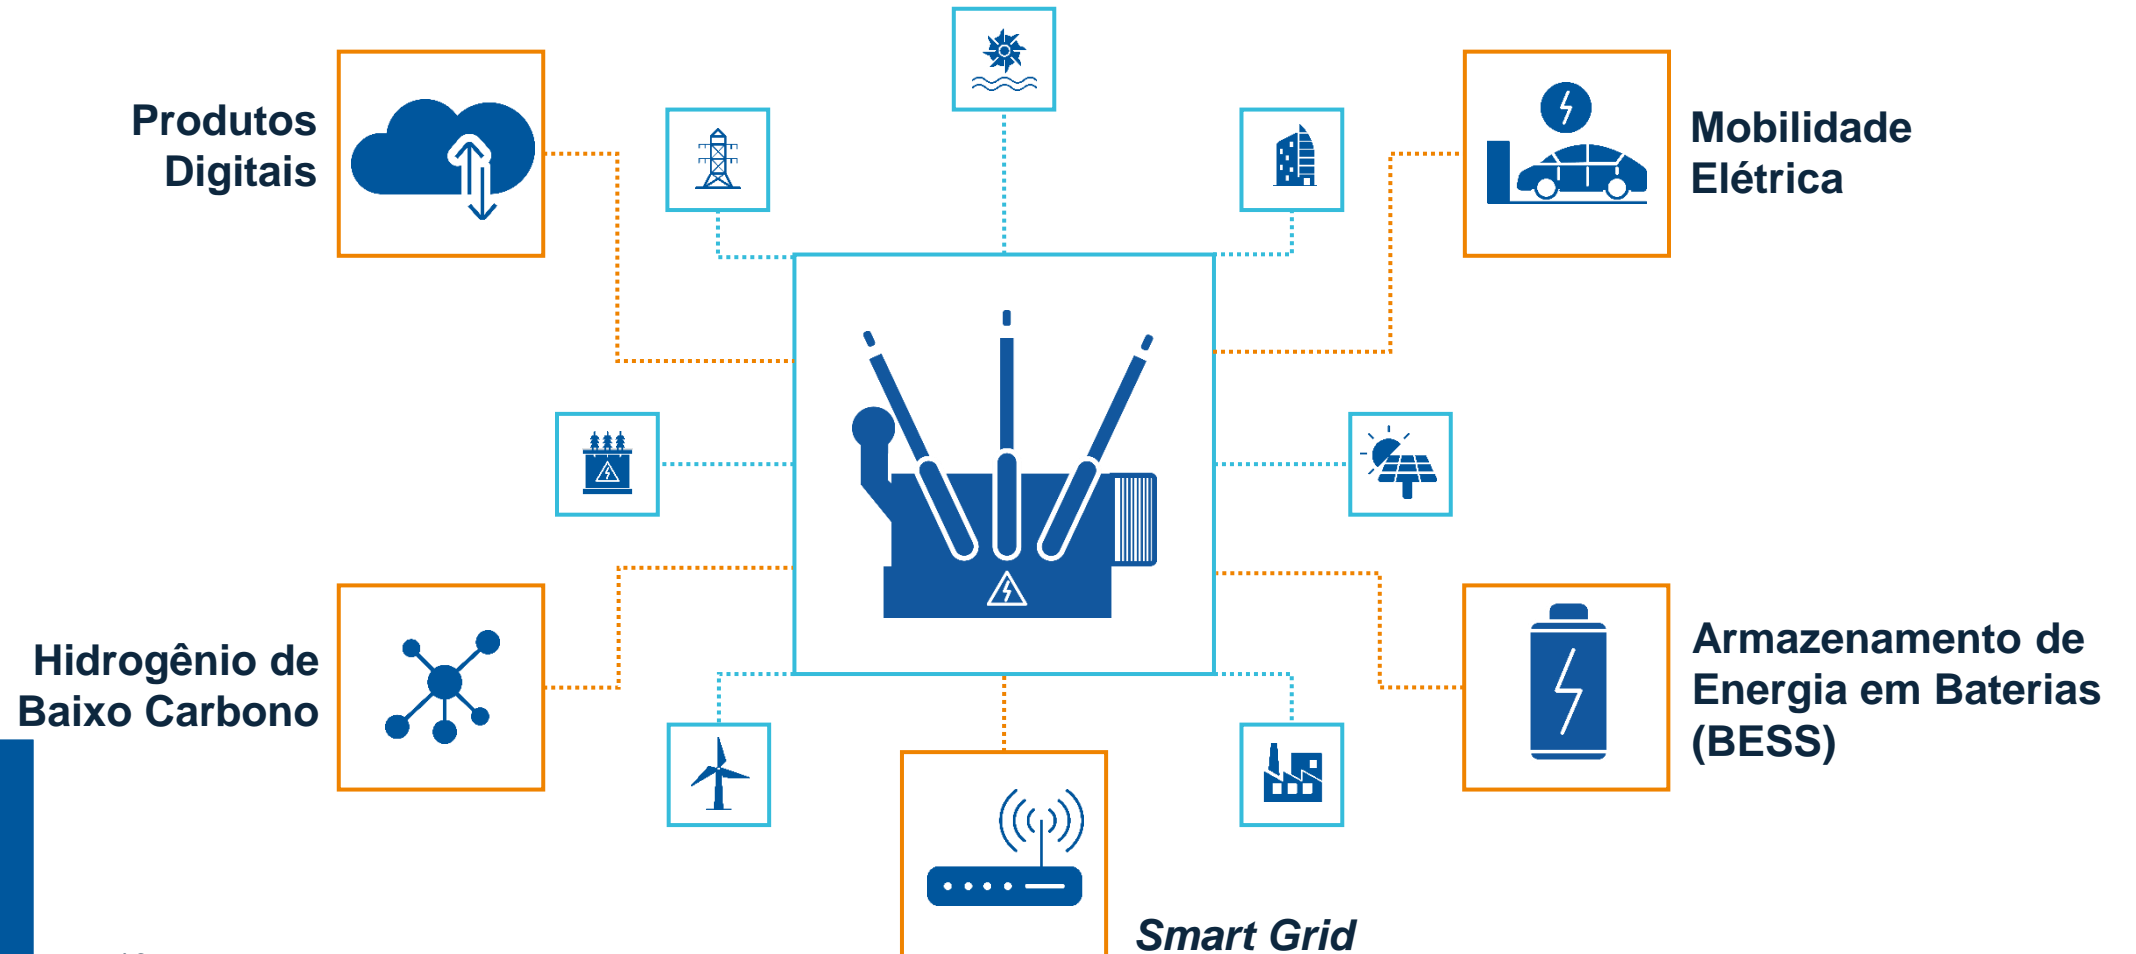 Produtos
Digitais
Mobilidade
Elétrica
Hidrogênio de
Baixo Carbono
Armazenamento de
Energia em Baterias
(BESS)
Smart Grid